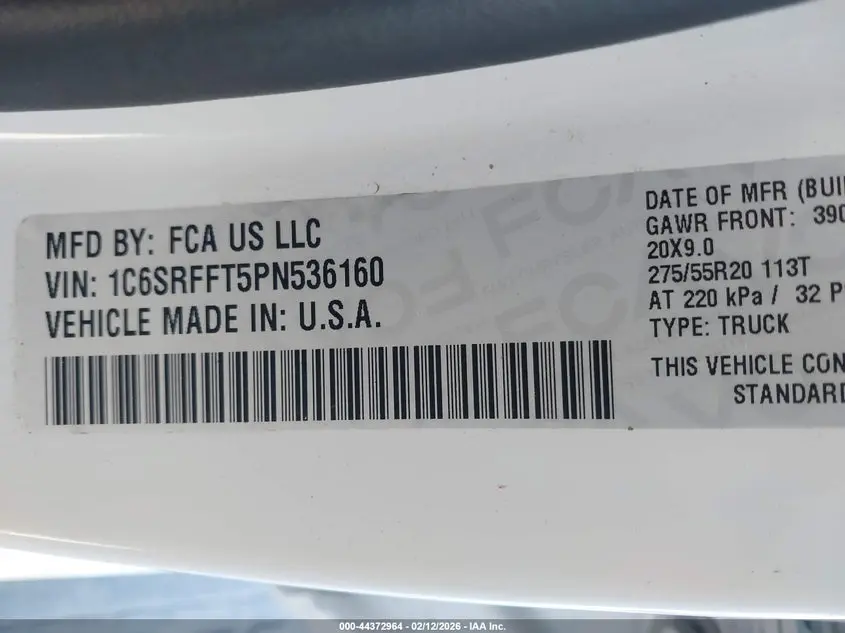 MFD BY: FCA US LLC
VIN: 1C6SRFFT5PN536160
VEHICLE MADE IN: U.S.A.
DATE OF MFR (BUI
GAWR FRONT: 390
20X9.0
275/55R20 113T
AT 220 kPa / 32 P
TYPE: TRUCK
THIS VEHICLE CON
STANDARD
000-44372964 - 02/12/2026 - IAA Inc.